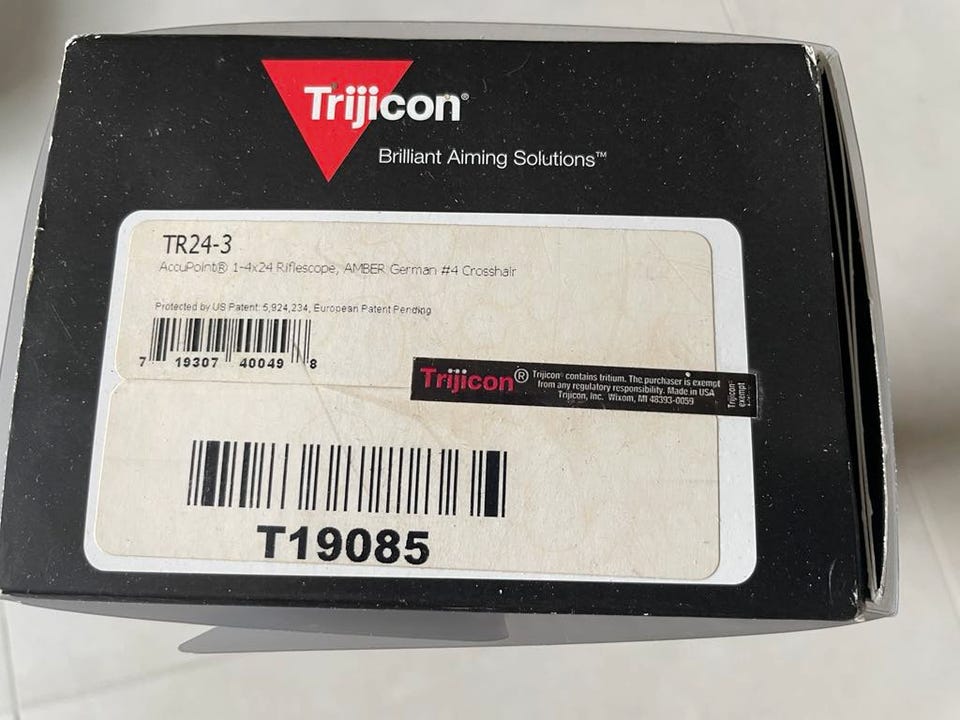 Trijicon®
Brilliant Aiming Solutions™
TR24-3
AccuPoint® 1-4x24 Riflescope, AMBER German #4 Crosshair
Protected by US Patent: 5,924,234, European Patent Pending
7 19307 40049 8
Trijicon®
Trijicon® contains tritium. The purchaser is exempt
from any regulatory responsibility. Made in USA
Trijicon, Inc. Wixom, MI 48393-0059
Trijicon
exempt
T19085